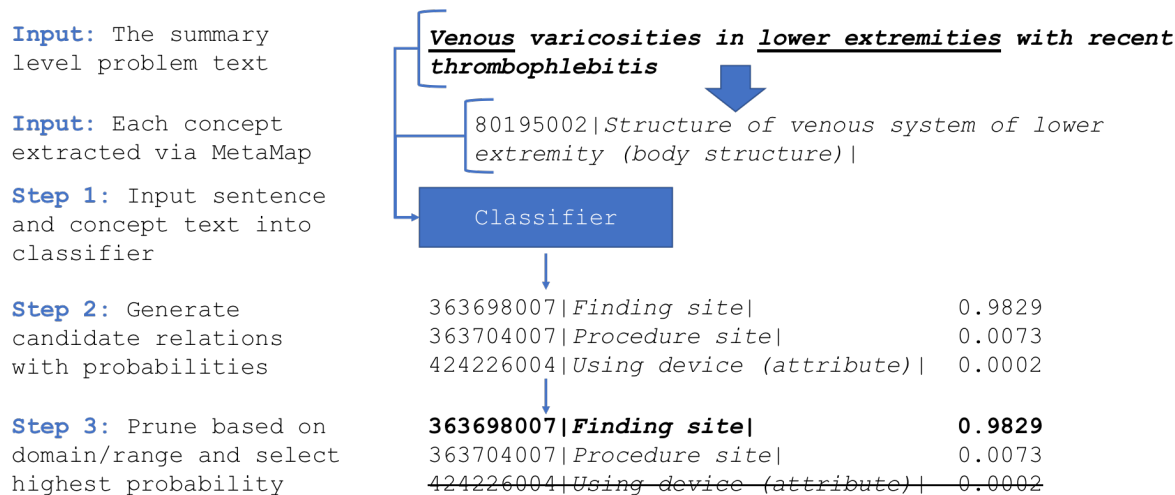 Input: The summary
level problem text
Venous varicosities in lower extremities with recent
thrombophlebitis
Input: Each concept
extracted via MetaMap
80195002|Structure of venous system of lower
extremity (body structure)|
Step 1: Input sentence
and concept text into
classifier
Classifier
Step 2: Generate
candidate relations
with probabilities
363698007|Finding site| 0.9829
363704007|Procedure site| 0.0073
424226004|Using device (attribute)| 0.0002
Step 3: Prune based on
domain/range and select
highest probability
363698007|Finding site| 0.9829
363704007|Procedure site| 0.0073
424226004|Using device (attribute)| 0.0002